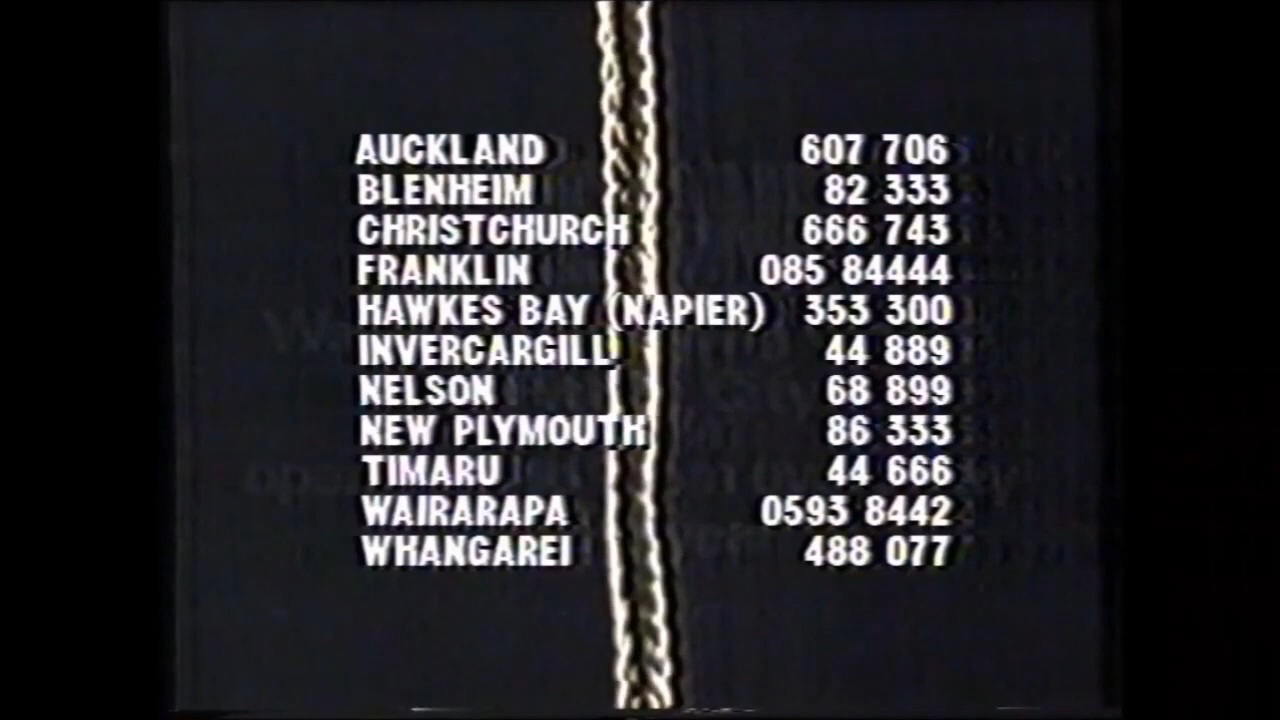 AUCKLAND 607 706
BLENHEIM 82 333
CHRISTCHURCH 666 743
FRANKLIN 085 84444
HAWKES BAY (NAPIER) 353 300
INVERCARGILL 44 889
NELSON 68 899
NEW PLYMOUTH 86 333
TIMARU 44 666
WAIRARAPA 0593 8442
WHANGAREI 488 077